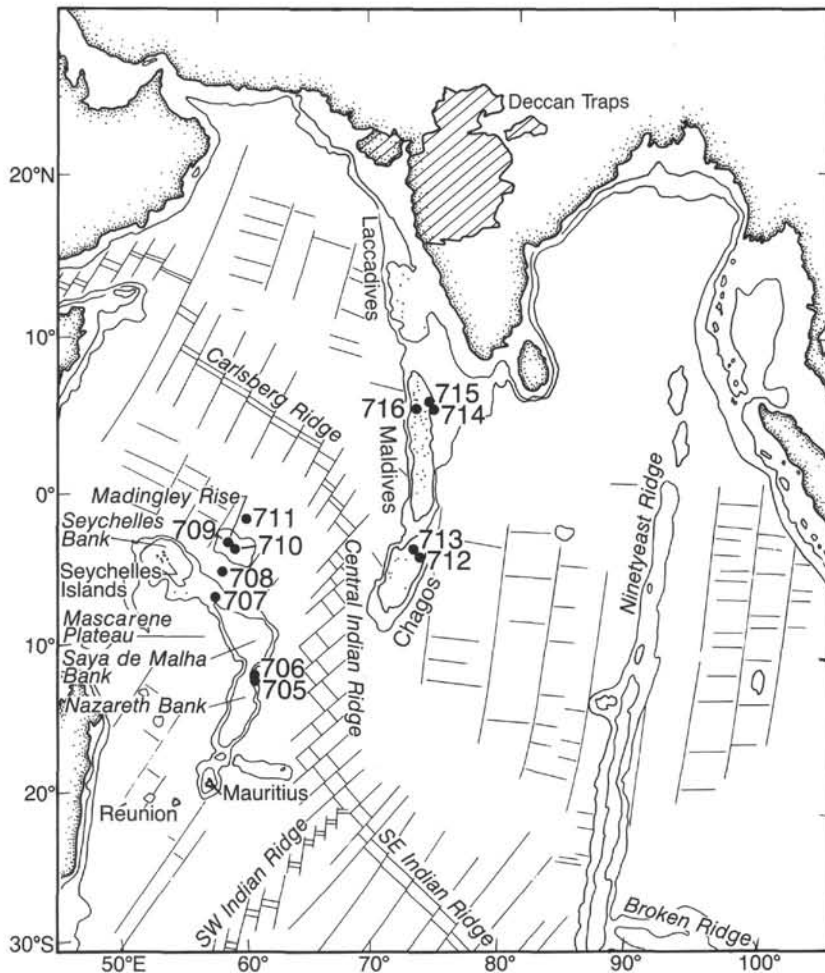 Deccan Traps
20°N
Laccadives
10°
Carlsberg Ridge
715
716
714
Maldives
0°
Madingley Rise
711
Seychelles
Bank
709
710
713
712
Seychelles
Islands
708
707
Chagos
Central Indian Ridge
Ninetyeast Ridge
Mascarene
Plateau
10°
Saya de Malha
Bank
706
705
Nazareth Bank
20°
Mauritius
Reunion
SW Indian Ridge
SE Indian Ridge
Broken Ridge
30°S
50°E
60°
70°
80°
90°
100°